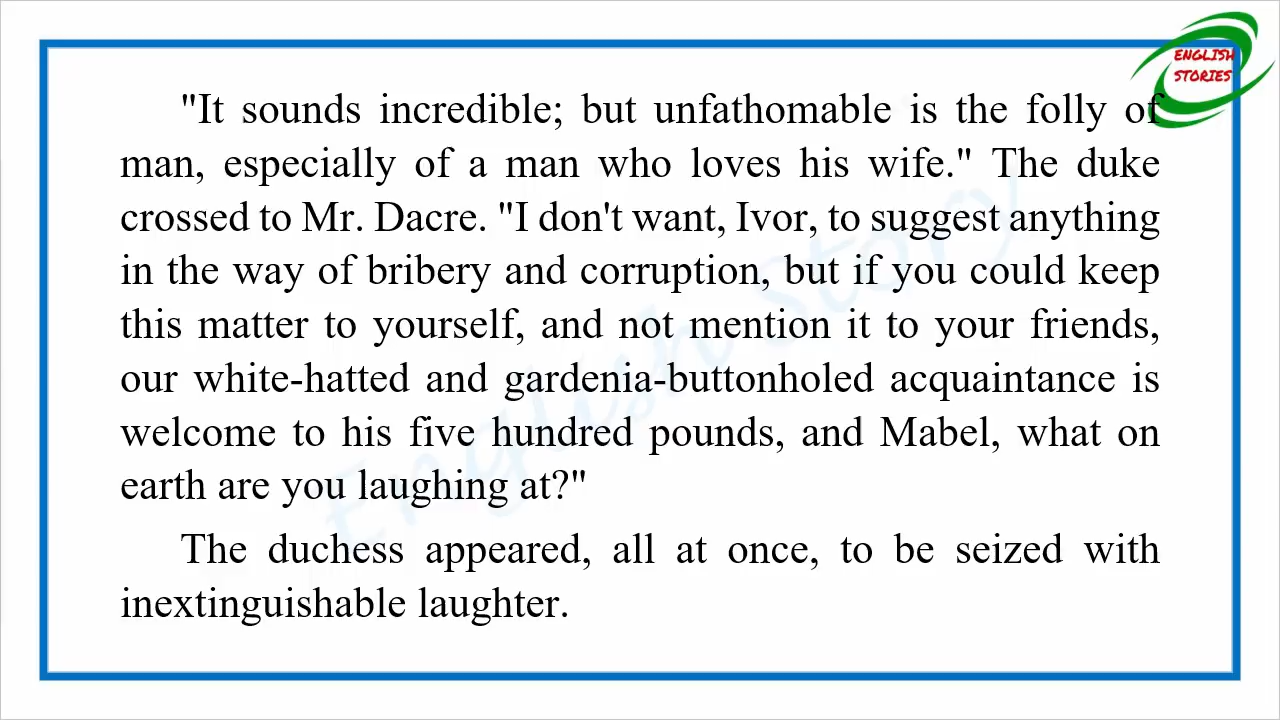 ENGLISH
STORIES
"It sounds incredible; but unfathomable is the folly of
man, especially of a man who loves his wife." The duke
crossed to Mr. Dacre. "I don't want, Ivor, to suggest anything
in the way of bribery and corruption, but if you could keep
this matter to yourself, and not mention it to your friends,
our white-hatted and gardenia-buttonholed acquaintance is
welcome to his five hundred pounds, and Mabel, what on
earth are you laughing at?"
The duchess appeared, all at once, to be seized with
inextinguishable laughter.
English Story